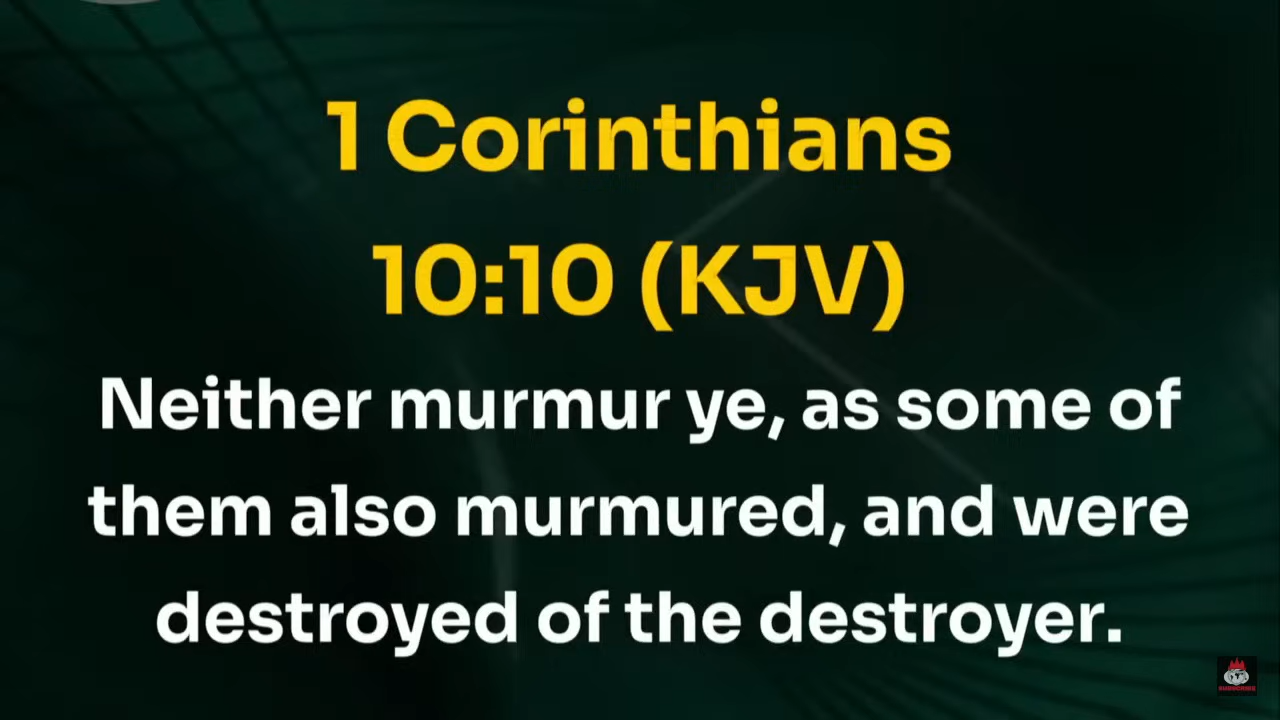 1 Corinthians
10:10 (KJV)
Neither murmur ye, as some of
them also murmured, and were
destroyed of the destroyer.
SUBSCRIBE